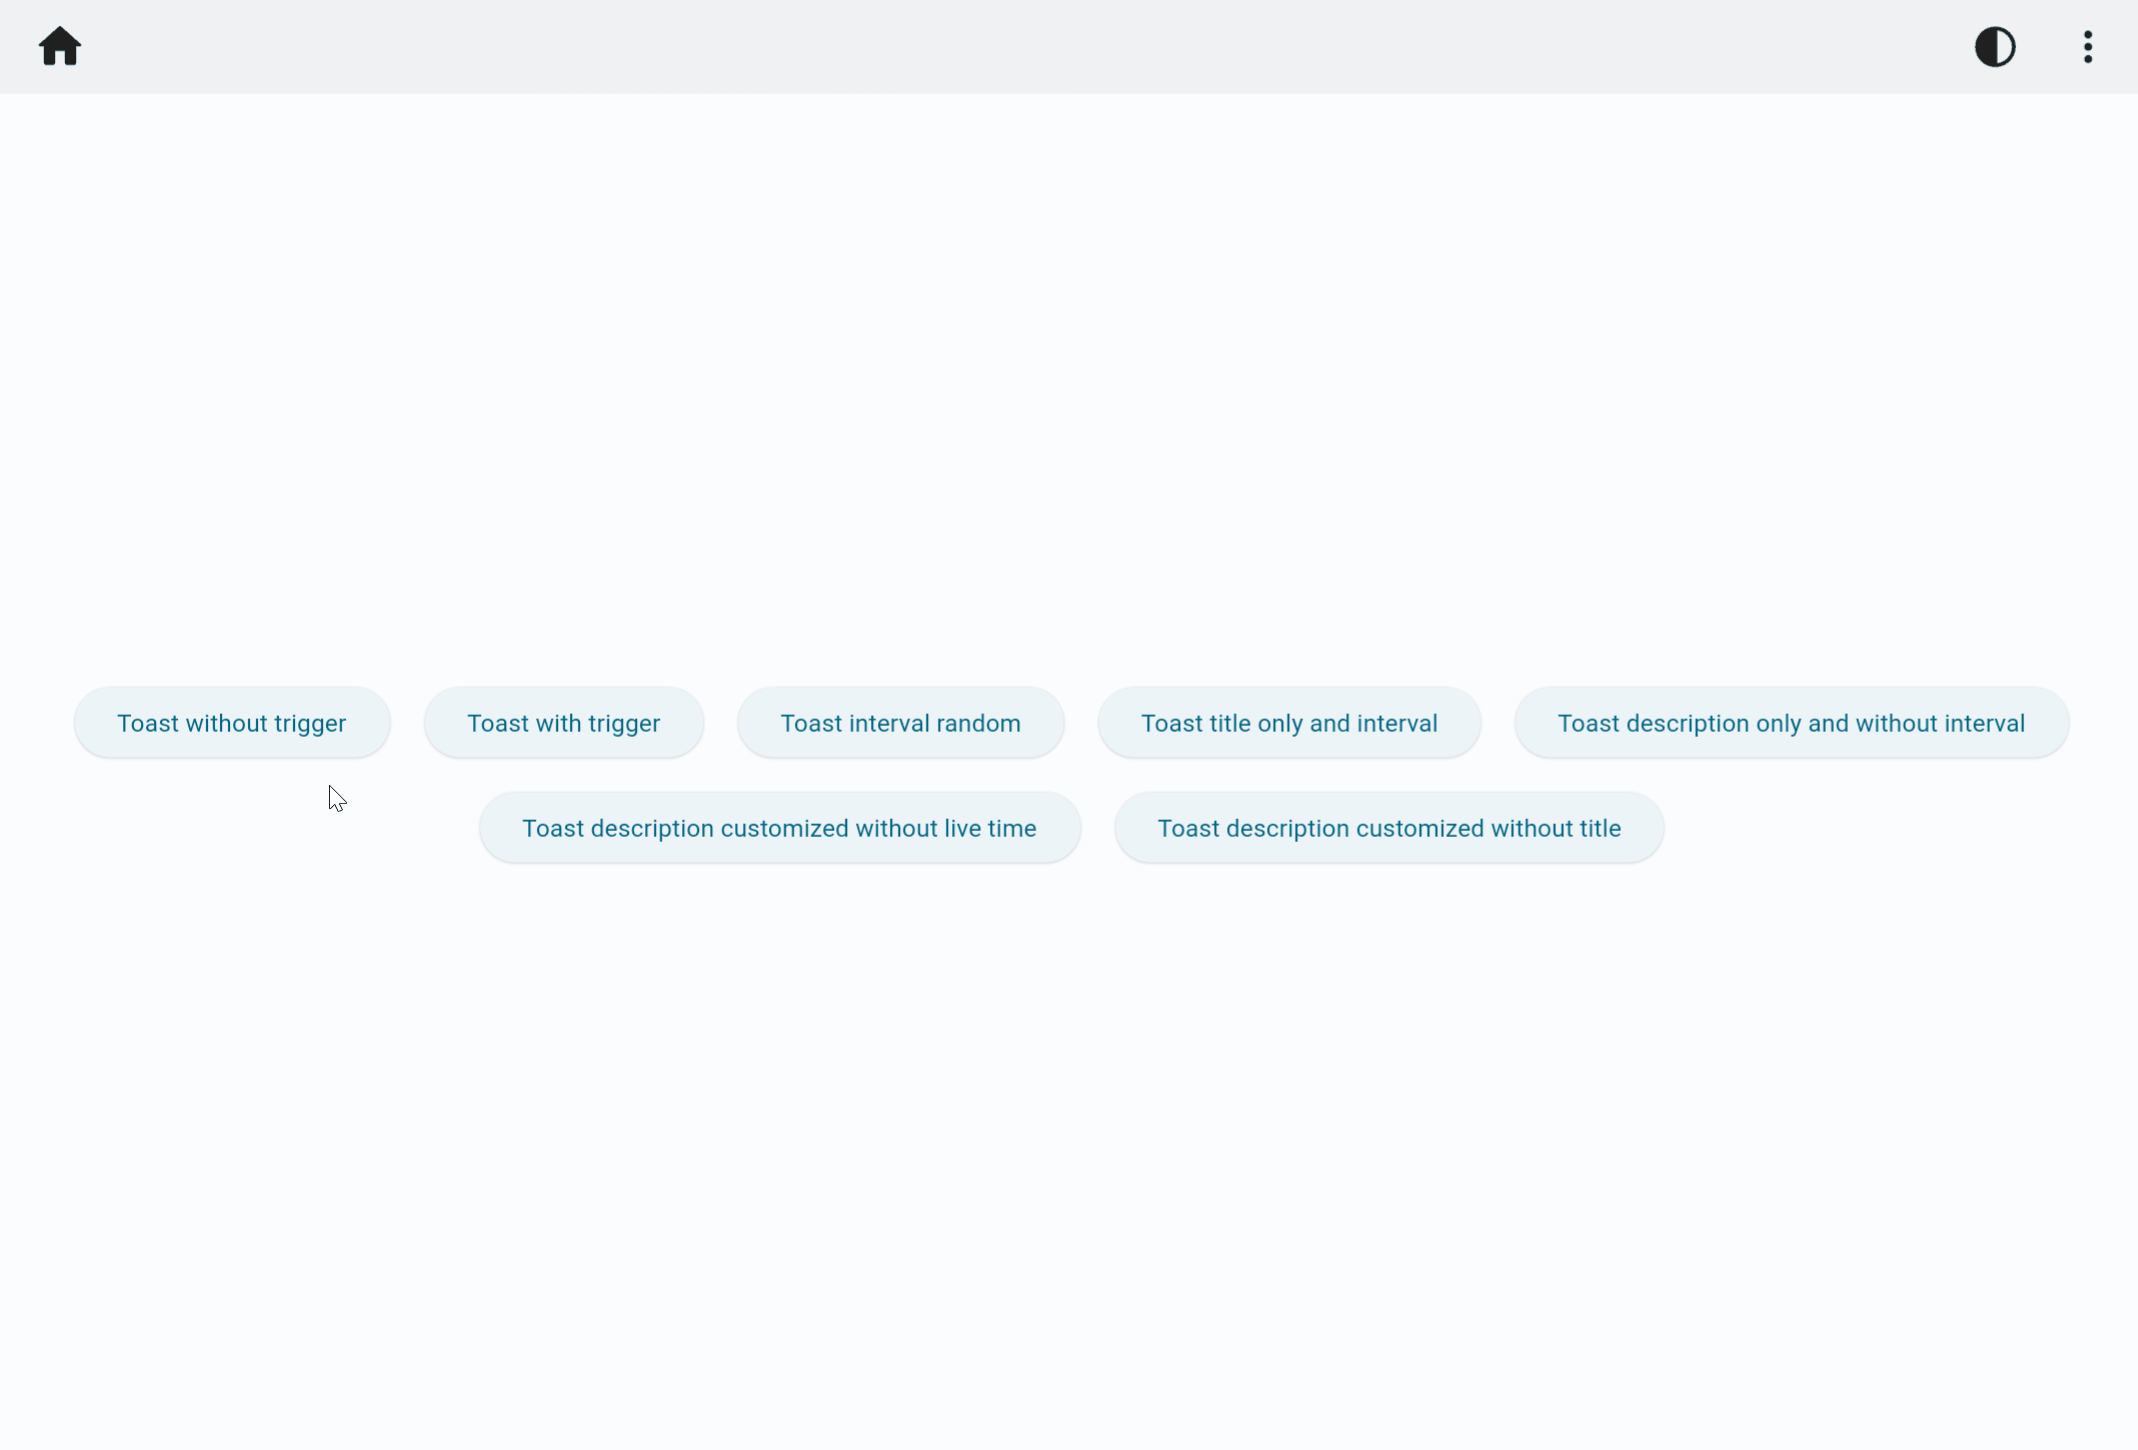 Toast without trigger
Toast with trigger
Toast interval random
Toast title only and interval
Toast description only and without interval
Toast description customized without live time
Toast description customized without title